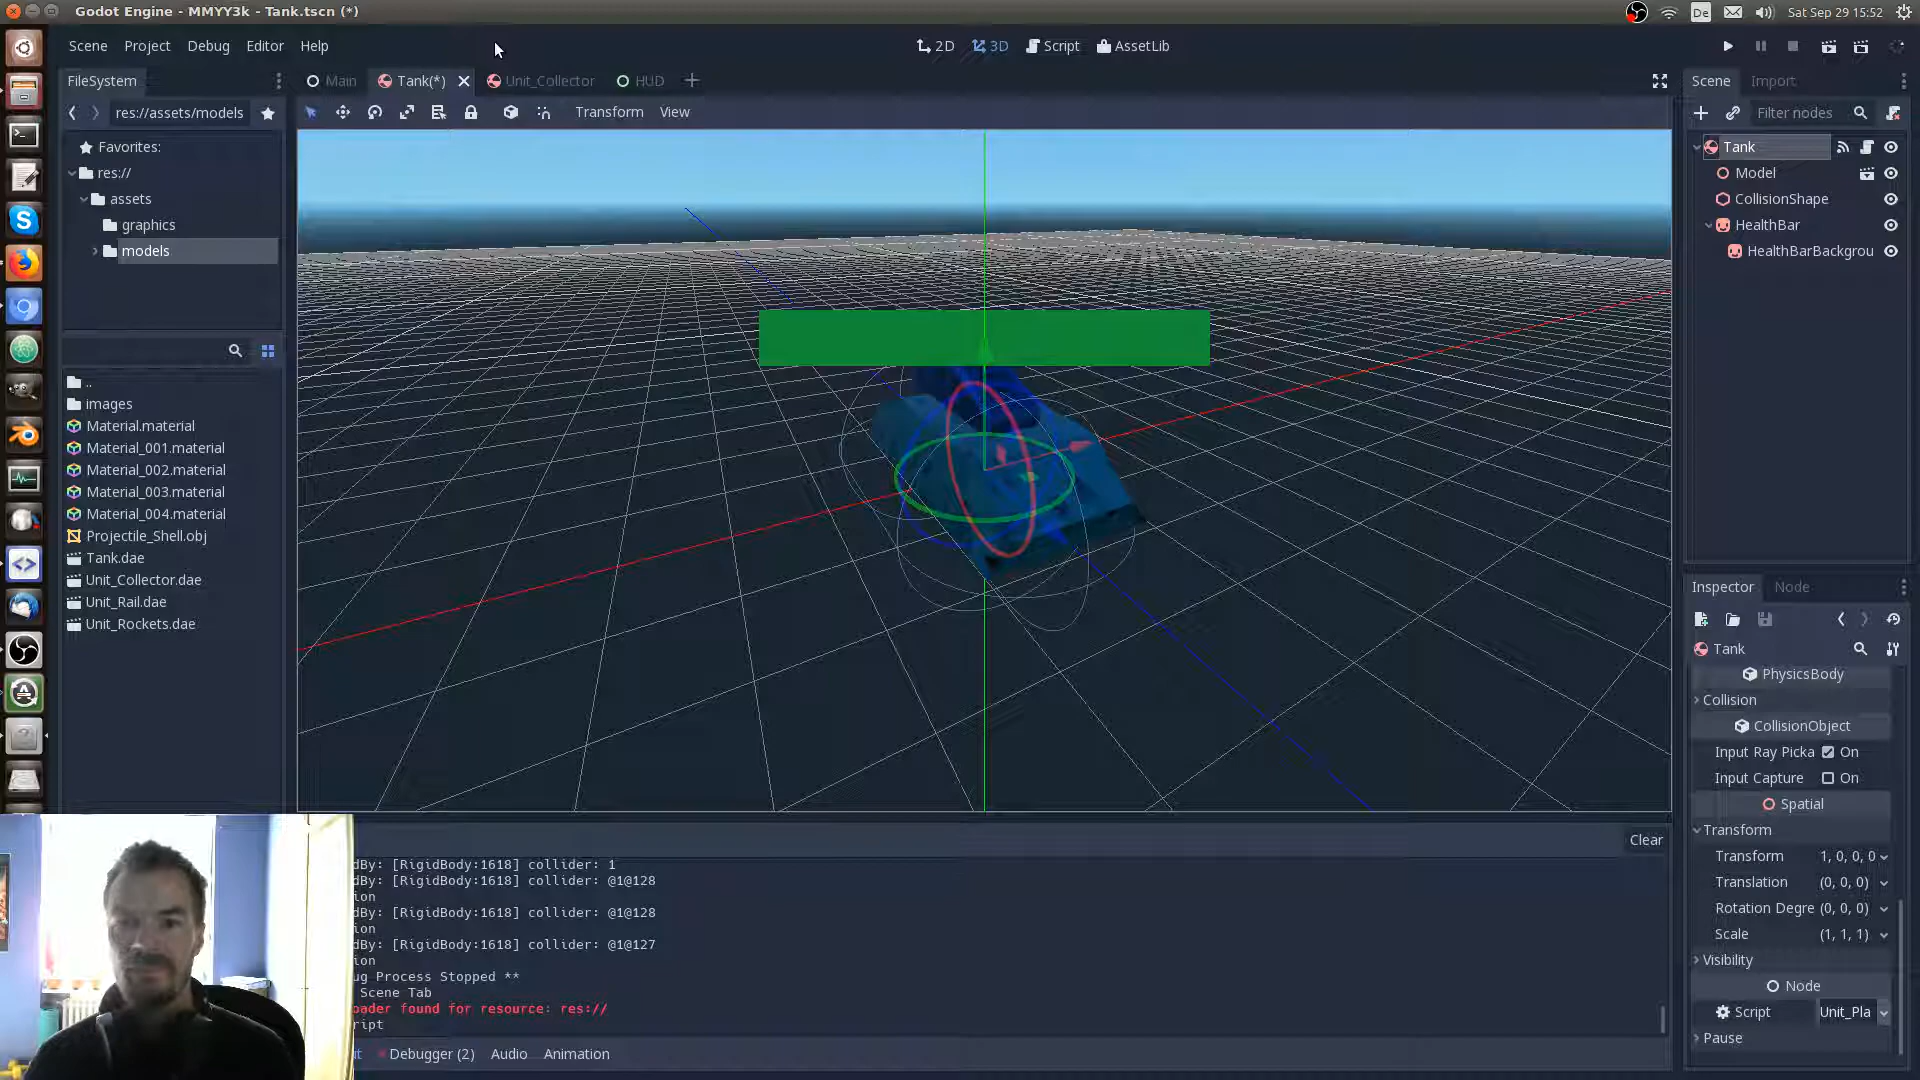 Godot Engine - MMYY3k - Tank.tscn (*)
De
Sat Sep 29 15:52
Scene Project Debug Editor Help
2D 3D Script AssetLib
FileSystem
Main Tank(*) Unit_Collector HUD
Scene Import
res://assets/models
Transform View
Filter nodes
Favorites:
res://
assets
graphics
models
Tank
Model
CollisionShape
HealthBar
HealthBarBackgrou
..
images
Material.material
Material_001.material
Material_002.material
Material_003.material
Material_004.material
Projectile_Shell.obj
Tank.dae
Unit_Collector.dae
Unit_Rail.dae
Unit_Rockets.dae
Inspector Node
Tank
PhysicsBody
Collision
CollisionObject
Input Ray Picka On
Input Capture On
Spatial
Transform
Transform 1, 0, 0, 0
Translation (0, 0, 0)
Rotation Degre (0, 0, 0)
Scale (1, 1, 1)
Visibility
Node
Script Unit_Pla
Pause
Clear
dBy: [RigidBody:1618] collider: 1
dBy: [RigidBody:1618] collider: @1@128
ion
dBy: [RigidBody:1618] collider: @1@128
ion
dBy: [RigidBody:1618] collider: @1@127
ion
ug Process Stopped **
Scene Tab
oader found for resource: res://
ript
Debugger (2) Audio Animation